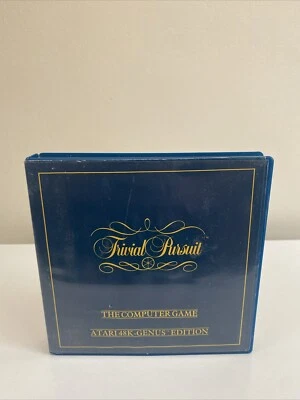 Trivial Pursuit
THE COMPUTER GAME
ATARI 48K-GENUS EDITION